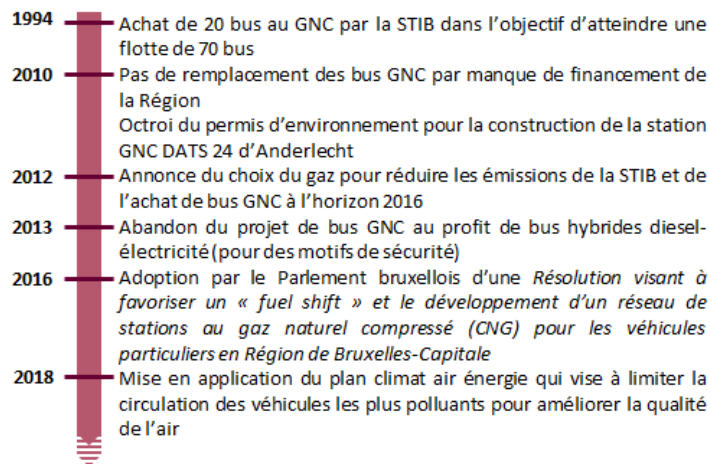 1994 Achat de 20 bus au GNC par la STIB dans l'objectif d'atteindre une
flotte de 70 bus
2010 Pas de remplacement des bus GNC par manque de financement de
la Région
Octroi du permis d'environnement pour la construction de la station
GNC DATS 24 d'Anderlecht
2012 Annonce du choix du gaz pour réduire les émissions de la STIB et de
l'achat de bus GNC à l'horizon 2016
2013 Abandon du projet de bus GNC au profit de bus hybrides diesel-
électricité (pour des motifs de sécurité)
2016 Adoption par le Parlement bruxellois d'une Résolution visant à
favoriser un « fuel shift » et le développement d'un réseau de
stations au gaz naturel compressé (CNG) pour les véhicules
particuliers en Région de Bruxelles-Capitale
2018 Mise en application du plan climat air énergie qui vise à limiter la
circulation des véhicules les plus polluants pour améliorer la qualité
de l'air